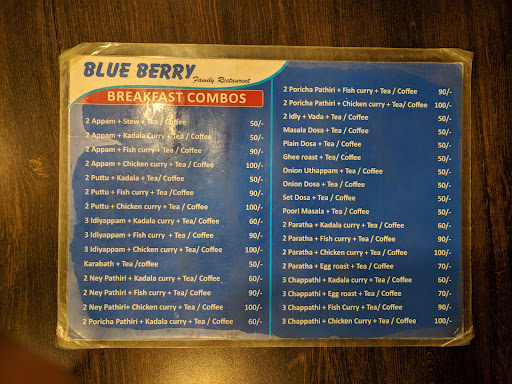 BLUE BERRY
Family Restaurent
BREAKFAST COMBOS
2 Appam + Stew + Tea / Coffee 50/-
2 Appam + Kadala Curry + Tea / Coffee 50/-
2 Appam + Fish curry + Tea / Coffee 90/-
2 Appam + Chicken curry + Tea / Coffee 100/-
2 Puttu + Kadala + Tea / Coffee 50/-
2 Puttu + Fish curry + Tea /Coffee 90/-
2 Puttu + Chicken curry + Tea / Coffee 100/-
3 Idiyappam + Kadala curry + Tea / Coffee 60/-
3 Idiyappam + Fish curry + Tea / Coffee 90/-
3 Idiyappam + Chicken curry + Tea / Coffee 100/-
Karabath + Tea /coffee 50/-
2 Ney Pathiri + Kadala curry + Tea / Coffee 60/-
2 Ney Pathiri + Fish curry + Tea / Coffee 90/-
2 Ney Pathiri+ Chicken curry + Tea / Coffee 100/-
2 Poricha Pathiri + Kadala curry + Tea / Coffee 60/-
2 Poricha Pathiri + Fish curry + Tea / Coffee 90/-
2 Poricha Pathiri + Chicken curry + Tea/ Coffee 100/-
2 Idly + Vada + Tea / Coffee 50/-
Masala Dosa + Tea / Coffee 50/-
Plain Dosa + Tea / Coffee 50/-
Ghee roast + Tea/ Coffee 50/-
Onion Uthappam + Tea / Coffee 50/-
Onion Dosa + Tea / Coffee 50/-
Set Dosa + Tea / Coffee 50/-
Poori Masala + Tea / Coffee 50/-
2 Paratha + Kadala curry + Tea / Coffee 60/-
2 Paratha + Fish curry + Tea / Coffee 90/-
2 Paratha + Chicken curry + Tea / Coffee 100/-
2 Paratha + Egg roast + Tea / Coffee 70/-
3 Chappathi + Kadala curry + Tea / Coffee 60/-
3 Chappathi + Egg roast + Tea / Coffee 70/-
3 Chappathi + Fish Curry + Tea / Coffee 90/-
3 Chappathi + Chicken Curry + Tea / Coffee 100/-